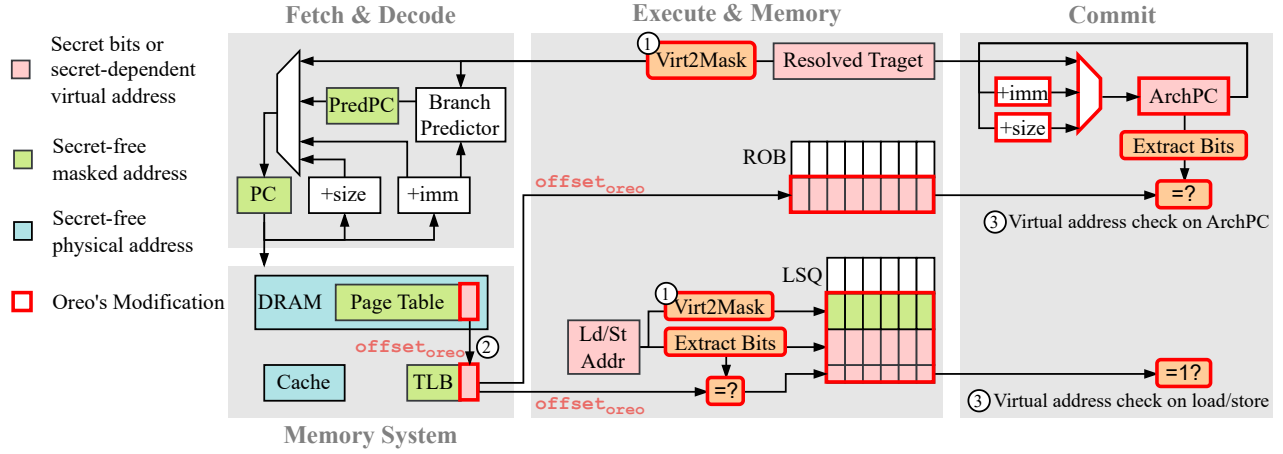 Fetch & Decode
Execute & Memory
Commit
Secret bits or
secret-dependent
virtual address
Secret-free
masked address
Secret-free
physical address
Oreo's Modification
PredPC
Branch
Predictor
PC
+size
+imm
1
Virt2Mask
Resolved Traget
+imm
+size
ArchPC
Extract Bits
=?
3 Virtual address check on ArchPC
ROB
offset_oreo
DRAM
Page Table
offset_oreo
2
Cache
TLB
Memory System
LSQ
1
Virt2Mask
Ld/St
Addr
Extract Bits
=?
offset_oreo
=1?
3 Virtual address check on load/store